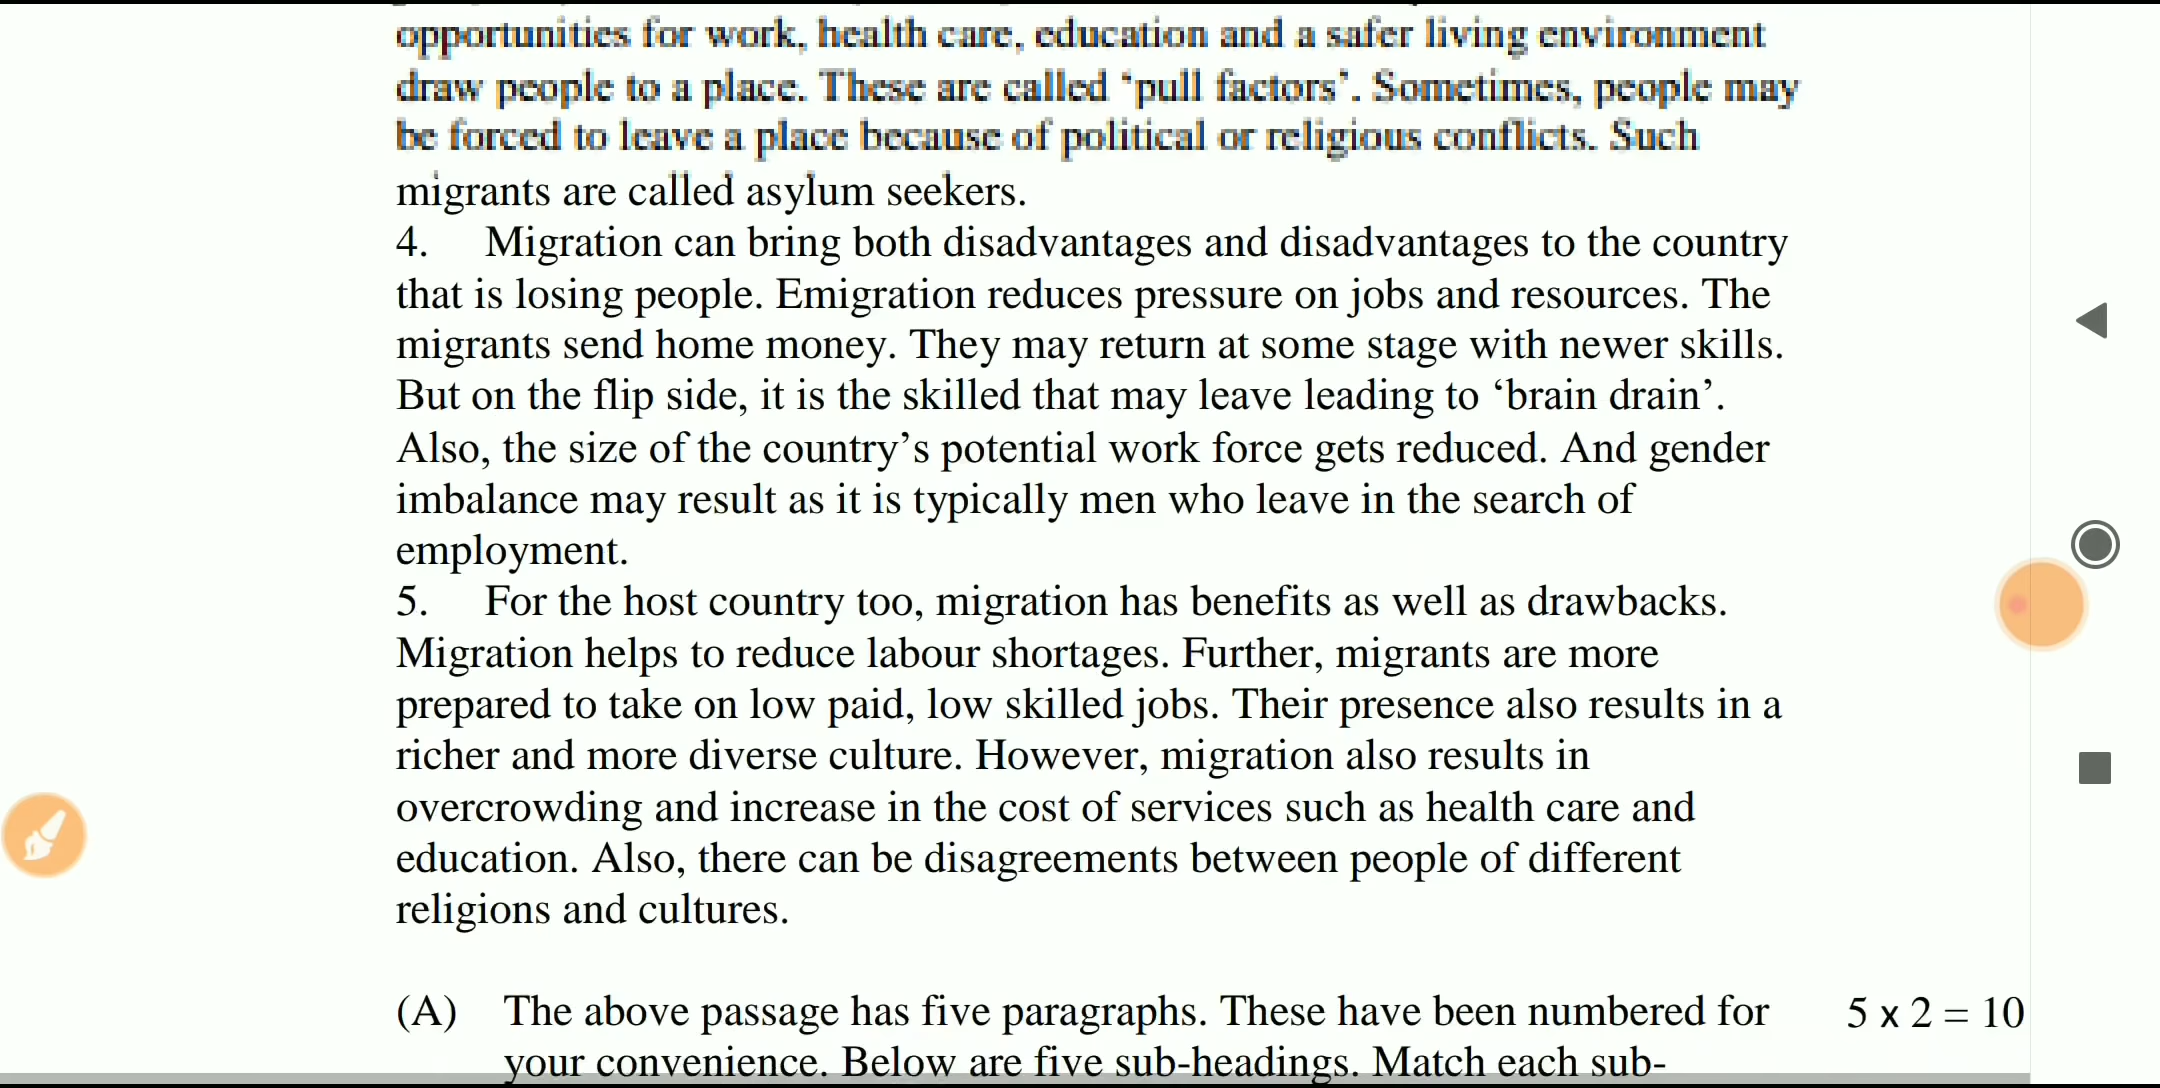 opportunities for work, health care, education and a safer living environment
draw people to a place. These are called ‘pull factors’. Sometimes, people may
be forced to leave a place because of political or religious conflicts. Such
migrants are called asylum seekers.
4. Migration can bring both disadvantages and disadvantages to the country
that is losing people. Emigration reduces pressure on jobs and resources. The
migrants send home money. They may return at some stage with newer skills.
But on the flip side, it is the skilled that may leave leading to ‘brain drain’.
Also, the size of the country’s potential work force gets reduced. And gender
imbalance may result as it is typically men who leave in the search of
employment.
5. For the host country too, migration has benefits as well as drawbacks.
Migration helps to reduce labour shortages. Further, migrants are more
prepared to take on low paid, low skilled jobs. Their presence also results in a
richer and more diverse culture. However, migration also results in
overcrowding and increase in the cost of services such as health care and
education. Also, there can be disagreements between people of different
religions and cultures.
(A) The above passage has five paragraphs. These have been numbered for 5 x 2 = 10
your convenience. Below are five sub-headings. Match each sub-